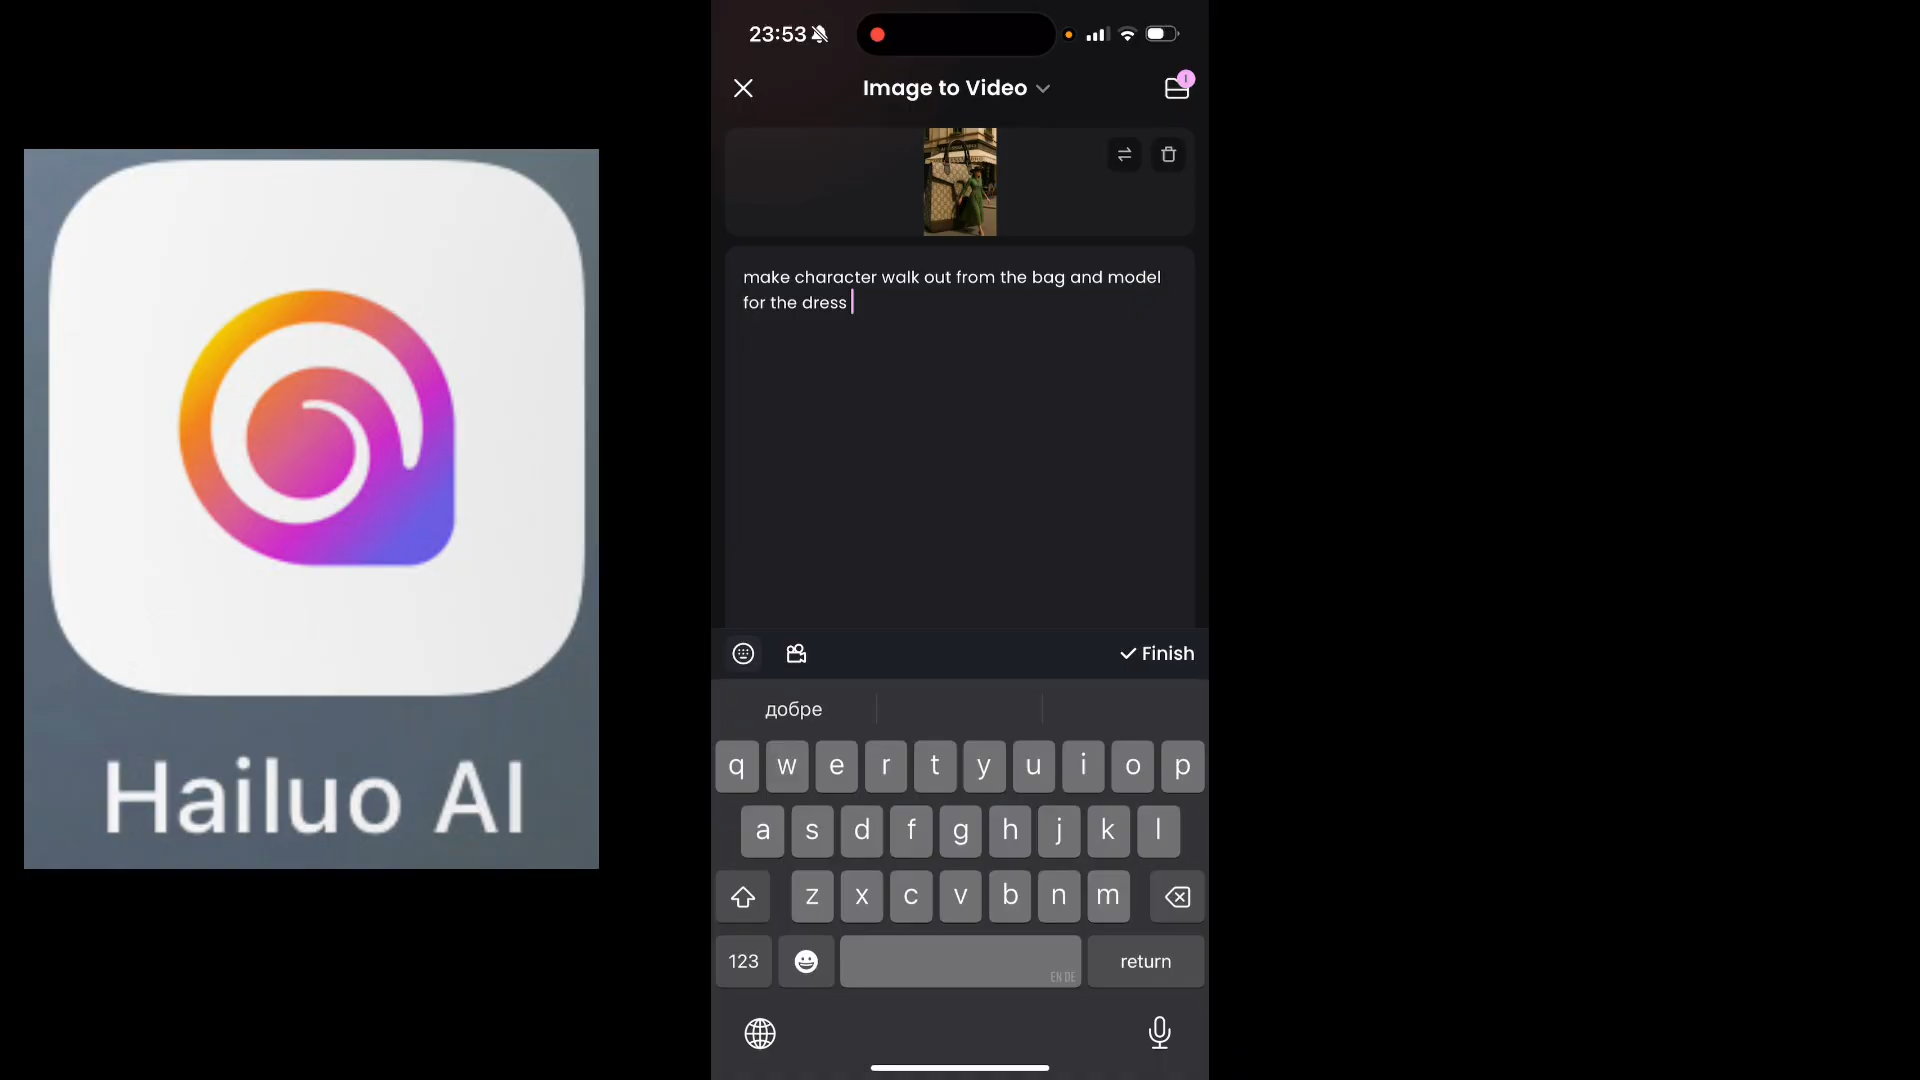 Hailuo AI
23:53
Image to Video
make character walk out from the bag and model
for the dress
Finish
добре
q w e r t y u i o p
a s d f g h j k l
z x c v b n m
123
EN DE
return